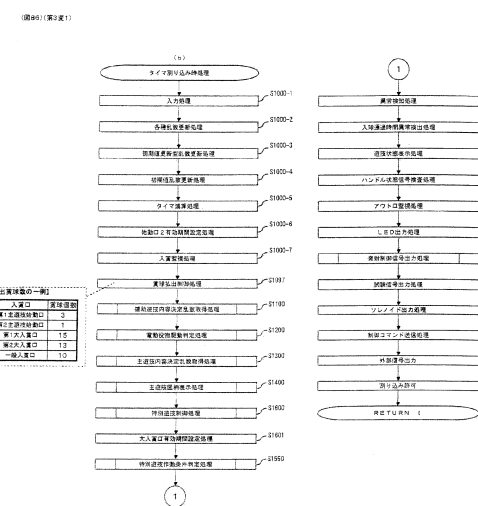 (図86)(第3変1)
(b)
タイマ割り込み時処理
入力処理
S1000-1
各種乱数更新処理
S1000-2
初期値更新型乱数更新処理
S1000-3
初期値乱数更新処理
S1000-4
タイマ演算処理
S1000-5
始動口2有効期間設定処理
S1000-6
入賞監視処理
S1000-7
賞球払出制御処理
S1997
補助遊技内容決定乱数取得処理
S1100
電動役物駆動判定処理
S1200
主遊技内容決定乱数取得処理
S1300
主遊技図柄表示処理
S1400
特別遊技制御処理
S1600
大入賞口有効期間設定処理
S1601
特別遊技作動条件判定処理
S1550
1
出賞球数の一例】
入賞口 賞球個数
第1主遊技始動口 3
第2主遊技始動口 1
第1大入賞口 15
第2大入賞口 13
一般入賞口 10
1
異常検知処理
入球通過時間異常検出処理
遊技状態表示処理
ハンドル状態信号検査処理
アウト口監視処理
LED出力処理
発射制御信号出力処理
試験信号出力処理
ソレノイド出力処理
制御コマンド送信処理
外部信号出力
割り込み許可
RETURN (